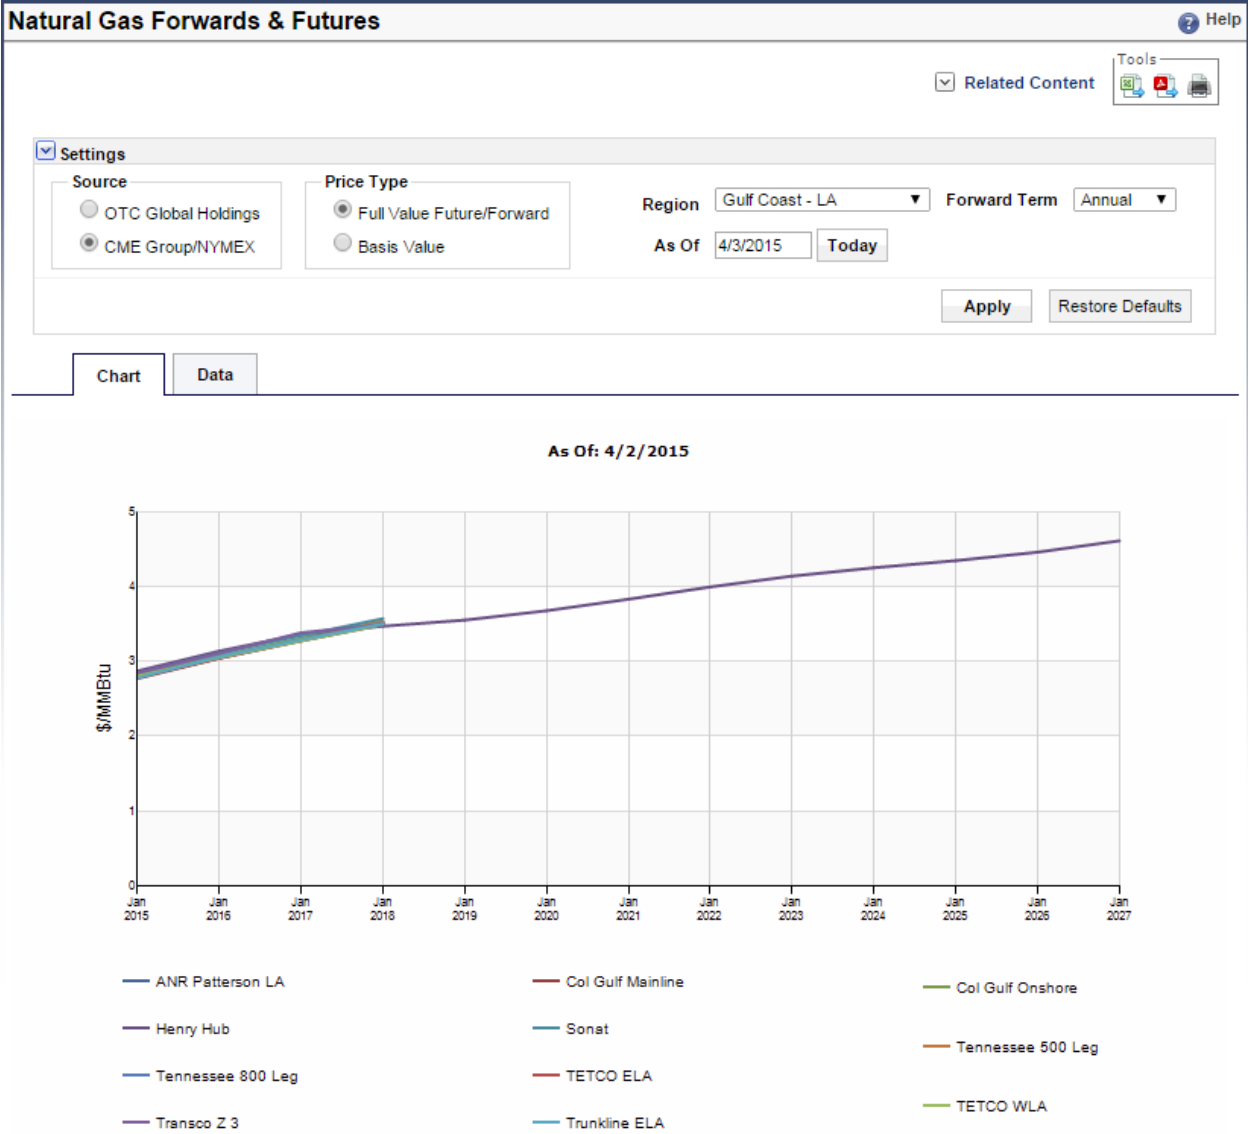 Natural Gas Forwards & Futures
Help
Tools
Related Content
Settings
Source
Price Type
OTC Global Holdings
Full Value Future/Forward
Region
Gulf Coast - LA
Forward Term
Annual
CME Group/NYMEX
Basis Value
As Of
4/3/2015
Today
Apply
Restore Defaults
Chart
Data
As Of: 4/2/2015
$/MMBtu
5
4
3
2
1
0
Jan 2015
Jan 2016
Jan 2017
Jan 2018
Jan 2019
Jan 2020
Jan 2021
Jan 2022
Jan 2023
Jan 2024
Jan 2025
Jan 2026
Jan 2027
ANR Patterson LA
Col Gulf Mainline
Col Gulf Onshore
Henry Hub
Sonat
Tennessee 500 Leg
Tennessee 800 Leg
TETCO ELA
TETCO WLA
Transco Z 3
Trunkline ELA